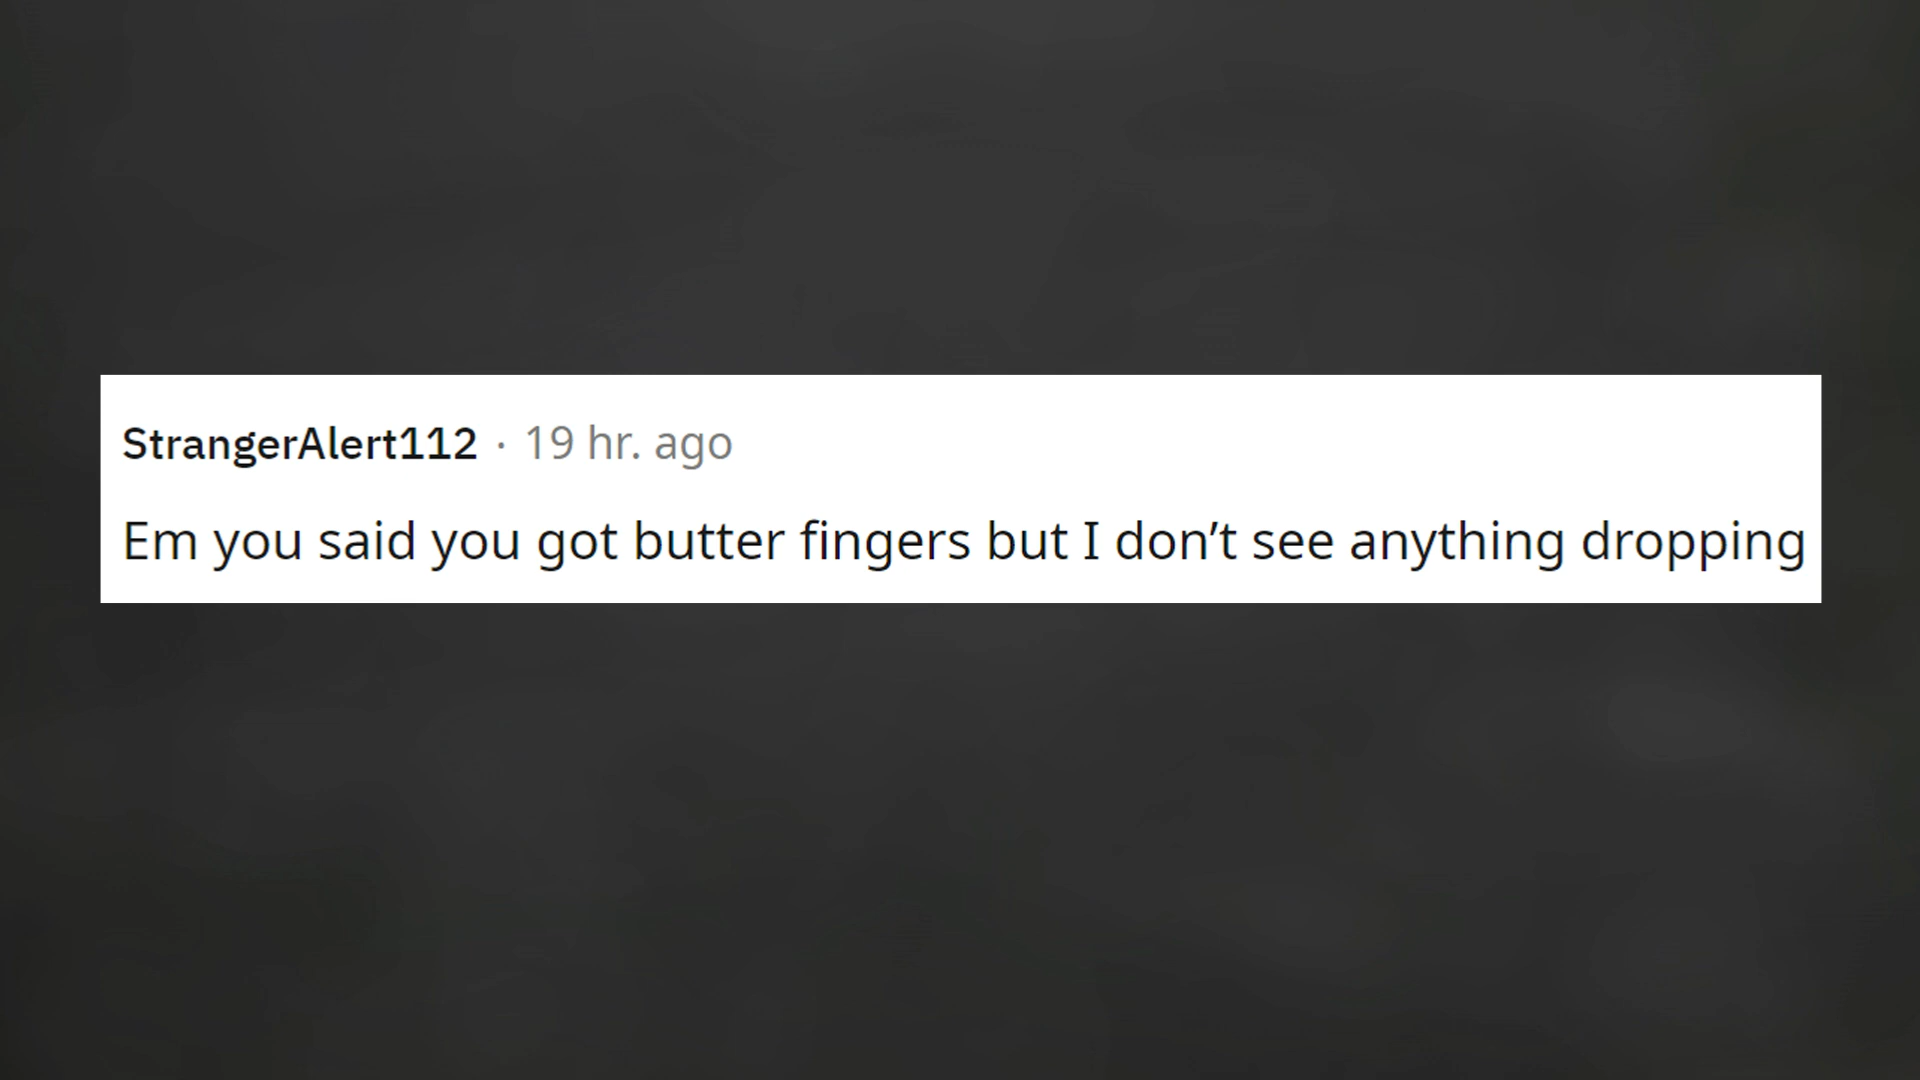 StrangerAlert112 · 19 hr. ago
Em you said you got butter fingers but I don’t see anything dropping